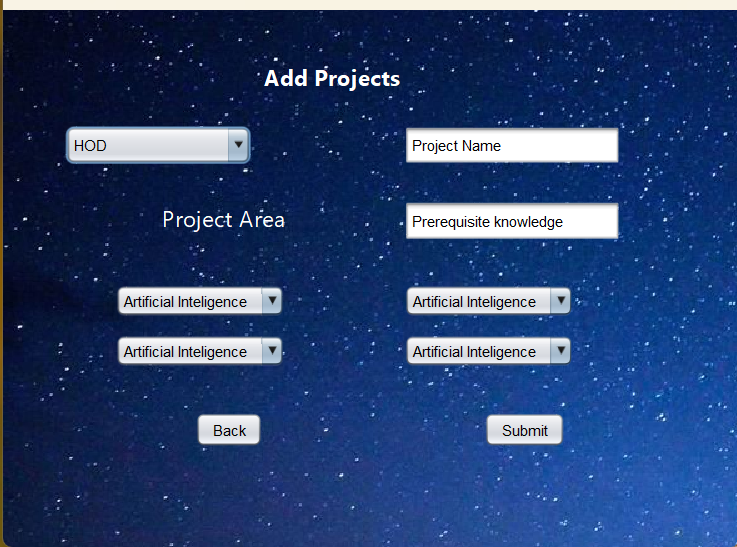 Add Projects
HOD
Project Name
Project Area
Prerequisite knowledge
Artificial Inteligence
Artificial Inteligence
Artificial Inteligence
Artificial Inteligence
Back
Submit